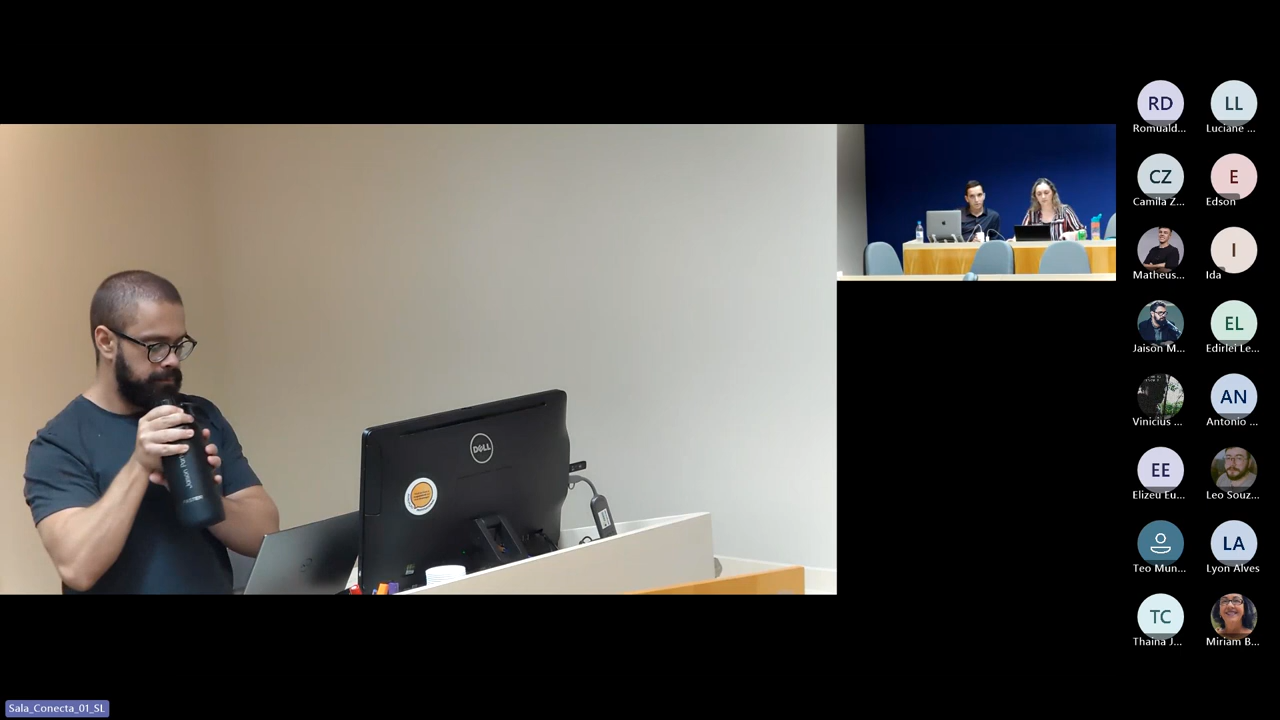 RD
LL
Romuald...
Luciane ...
CZ
E
Camila Z...
Edson
I
Matheus...
Ida
EL
Jaison M...
Edirlei Le...
AN
Vinicius ...
Antonio ...
EE
Elizeu Eu...
Leo Souz...
LA
Teo Mun...
Lyon Alves
TC
Thaina J...
Miriam B...
DELL
Sala_Conecta_01_SL